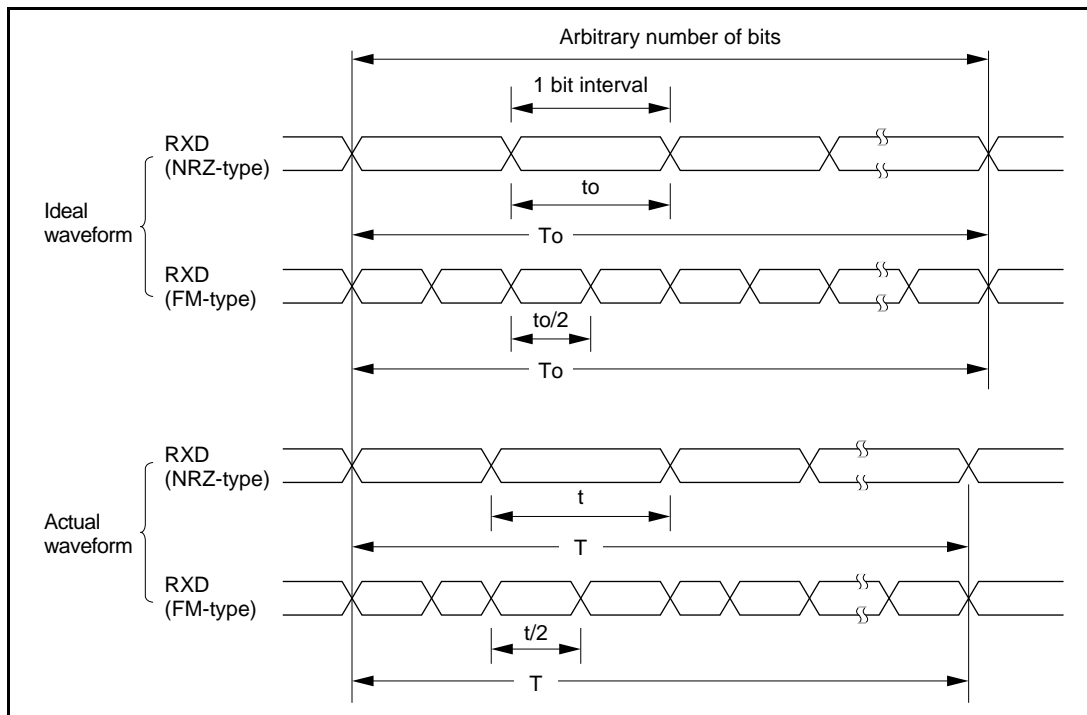 Arbitrary number of bits
1 bit interval
RXD
(NRZ-type)
to
Ideal
waveform
To
RXD
(FM-type)
to/2
To
RXD
(NRZ-type)
t
Actual
waveform
T
RXD
(FM-type)
t/2
T